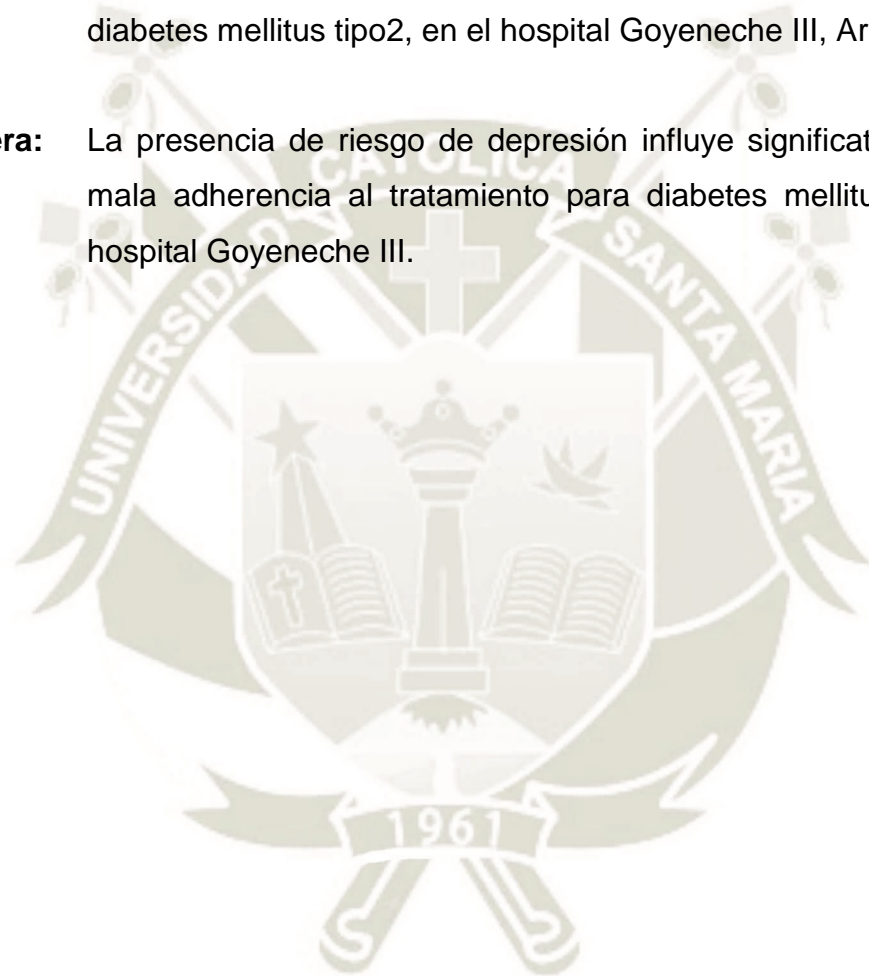 diabetes mellitus tipo2, en el hospital Goyeneche III, Ar
era: La presencia de riesgo de depresión influye significat
mala adherencia al tratamiento para diabetes mellitu
hospital Goyeneche III.
UNIVERSIDAD CATOLICA SANTA MARIA
1961